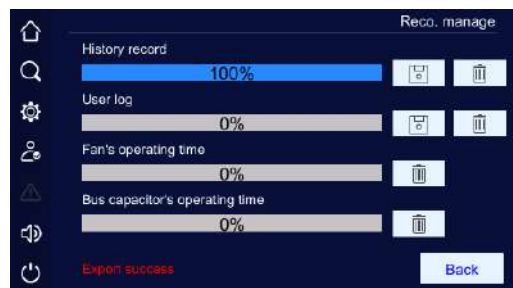 Reco. manage
History record
100%
User log
0%
Fan's operating time
0%
Bus capacitor's operating time
0%
Export success
Back